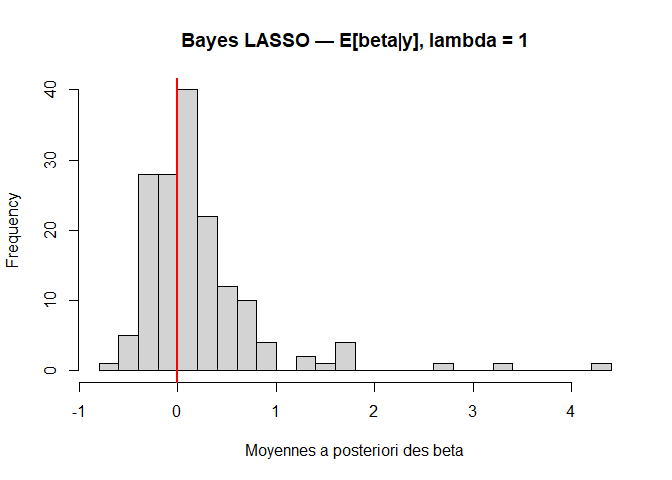 Bayes LASSO — E[beta|y], lambda = 1
Frequency
40
30
20
10
0
-1 0 1 2 3 4
Moyennes a posteriori des beta